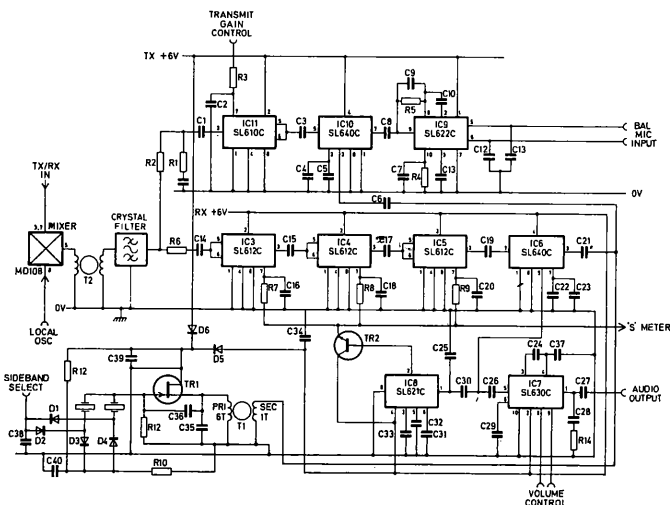 TRANSMIT
GAIN
CONTROL
TX +6V
R3
C2
C1
IC11
SL610C
C3
IC10
SL640C
C8
C9
R5
C10
IC9
SL622C
BAL
MIC
INPUT
C12
C13
R2
R1
C4
C5
C7
R4
C13
0V
C6
TX/RX
IN
3,1
MIXER
MD108
LOCAL
OSC
T2
CRYSTAL
FILTER
R6
C14
RX +6V
IC3
SL612C
C15
IC4
SL612C
C17
IC5
SL612C
C19
IC6
SL640C
C21
R7
C16
R8
C18
R9
C20
C22
C23
0V
'S' METER
D6
D5
C34
TR2
C25
C24
C37
R12
C39
TR1
SIDEBAND
SELECT
D1
D2
D3
D4
C38
C40
R12
C36
C35
PRI
6T
T1
SEC
1T
R10
IC8
SL621C
C33
C32
C31
C30
C26
IC7
SL630C
C27
AUDIO
OUTPUT
C28
C29
R14
VOLUME
CONTROL